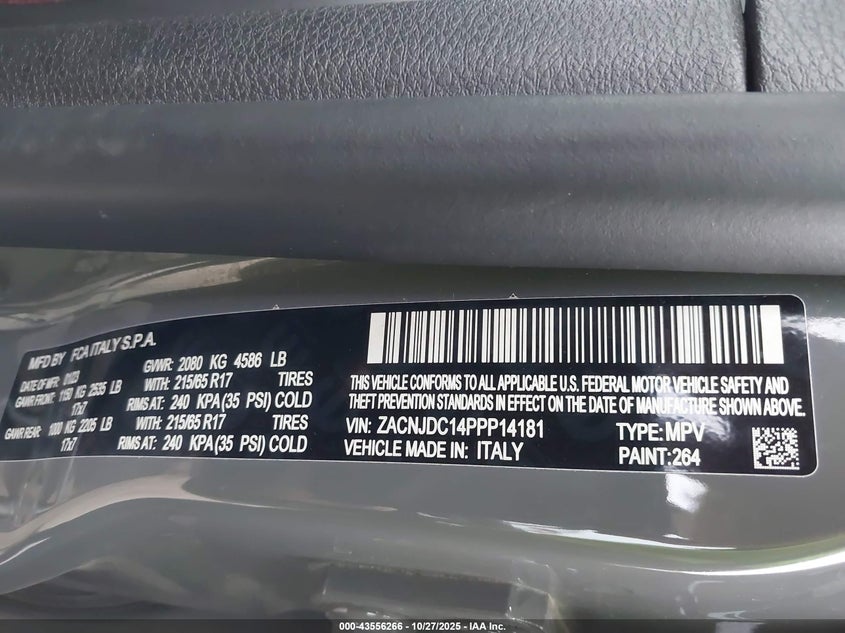 MFD BY FCA ITALY S.P.A.
DATE OF MFR 01/23 GVWR: 2080 KG 4586 LB
GAWR FRONT: 1150 KG 2535 LB WITH: 215/65 R17 TIRES
17x7 RIMS AT: 240 KPA(35 PSI) COLD
GAWR REAR: 1000 KG 2205 LB WITH: 215/65 R17 TIRES
17x7 RIMS AT: 240 KPA(35 PSI) COLD
THIS VEHICLE CONFORMS TO ALL APPLICABLE U.S. FEDERAL MOTOR VEHICLE SAFETY AND
THEFT PREVENTION STANDARDS IN EFFECT ON THE DATE OF MANUFACTURE SHOWN ABOVE.
VIN: ZACNJDC14PPP14181 TYPE:MPV
VEHICLE MADE IN: ITALY PAINT:264
000-43556266 - 10/27/2025 - IAA Inc.